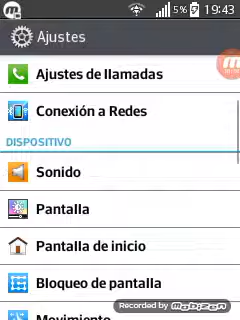 5% 19:43
Ajustes
Ajustes de llamadas
Conexión a Redes
DISPOSITIVO
Sonido
Pantalla
Pantalla de inicio
Bloqueo de pantalla
Recorded by Mobizen
Movimiento